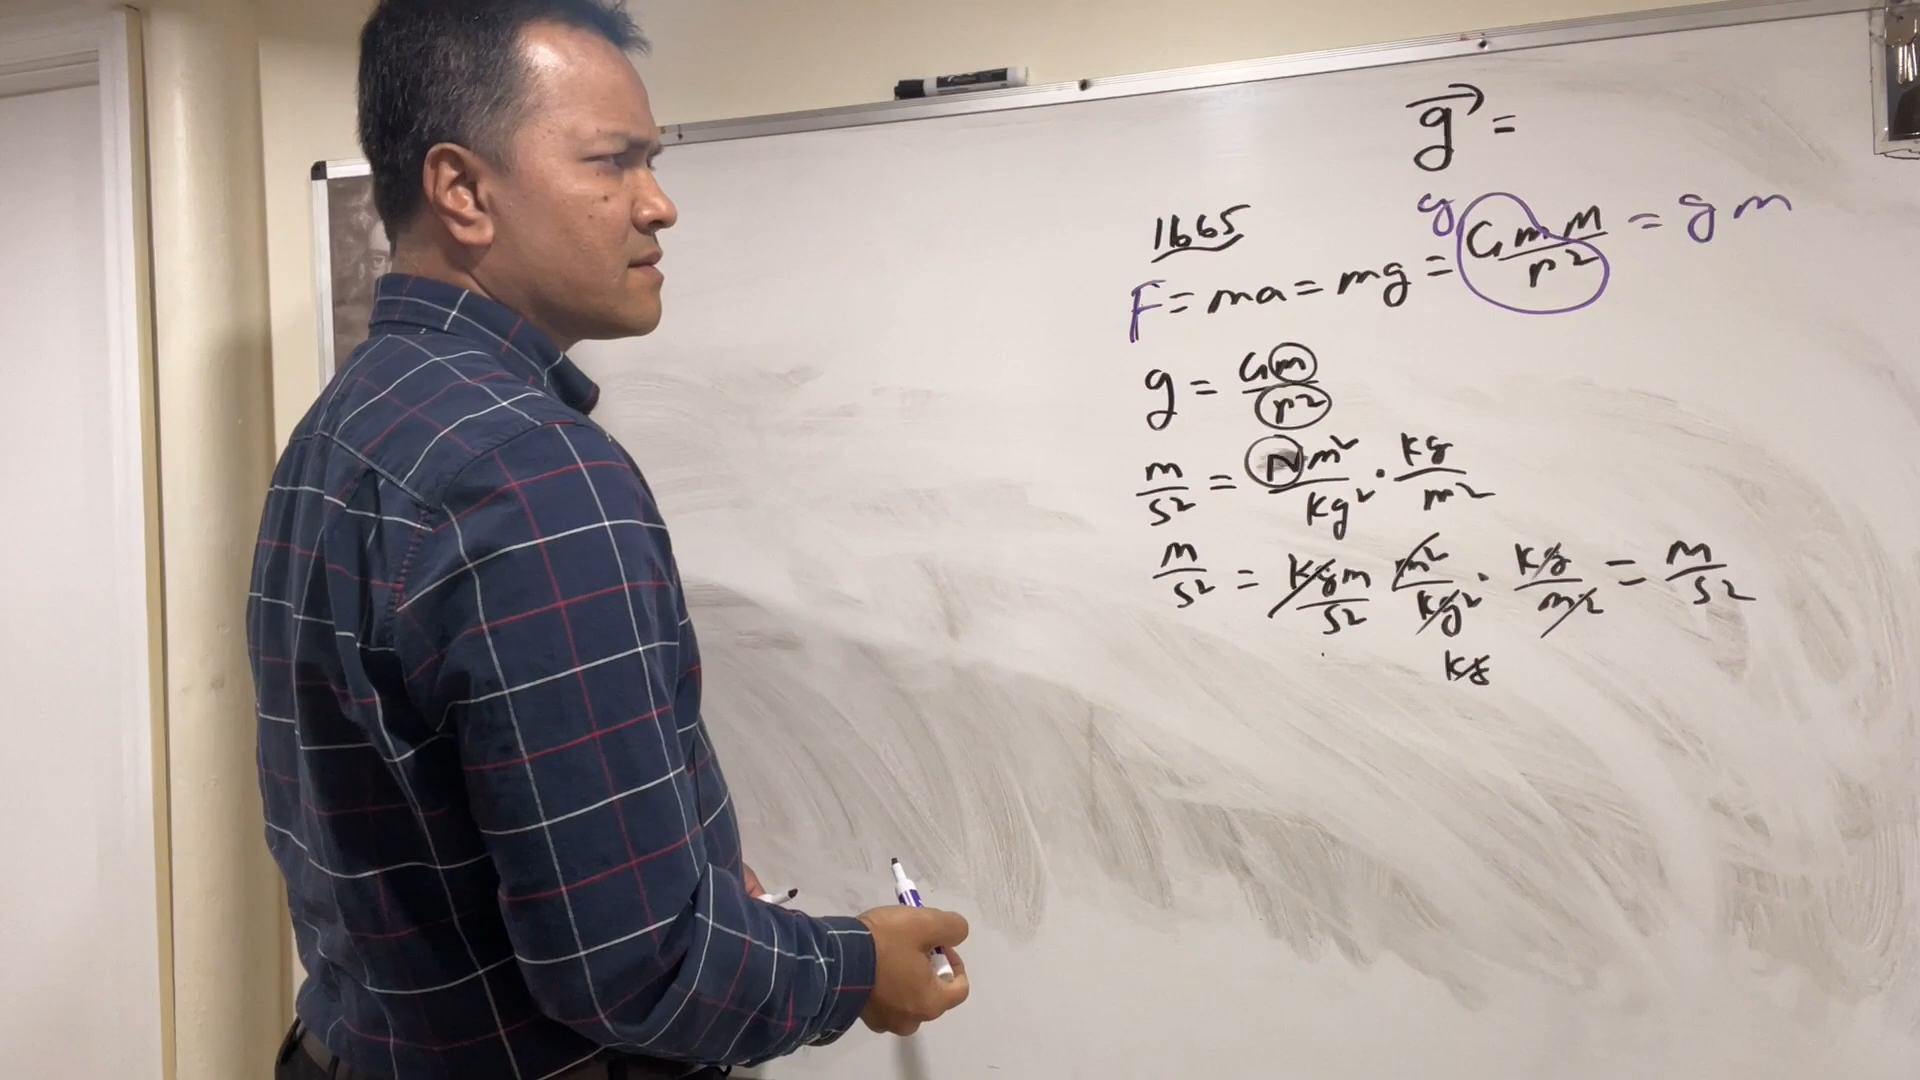 g⃗ =
1665
F = ma = mg = g GmM/r² = gm
g = Gm/r²
m/s² = Nm²/kg² · kg/m²
m/s² = kgm/s² m²/kg² · kg/m² = m/s²
kg